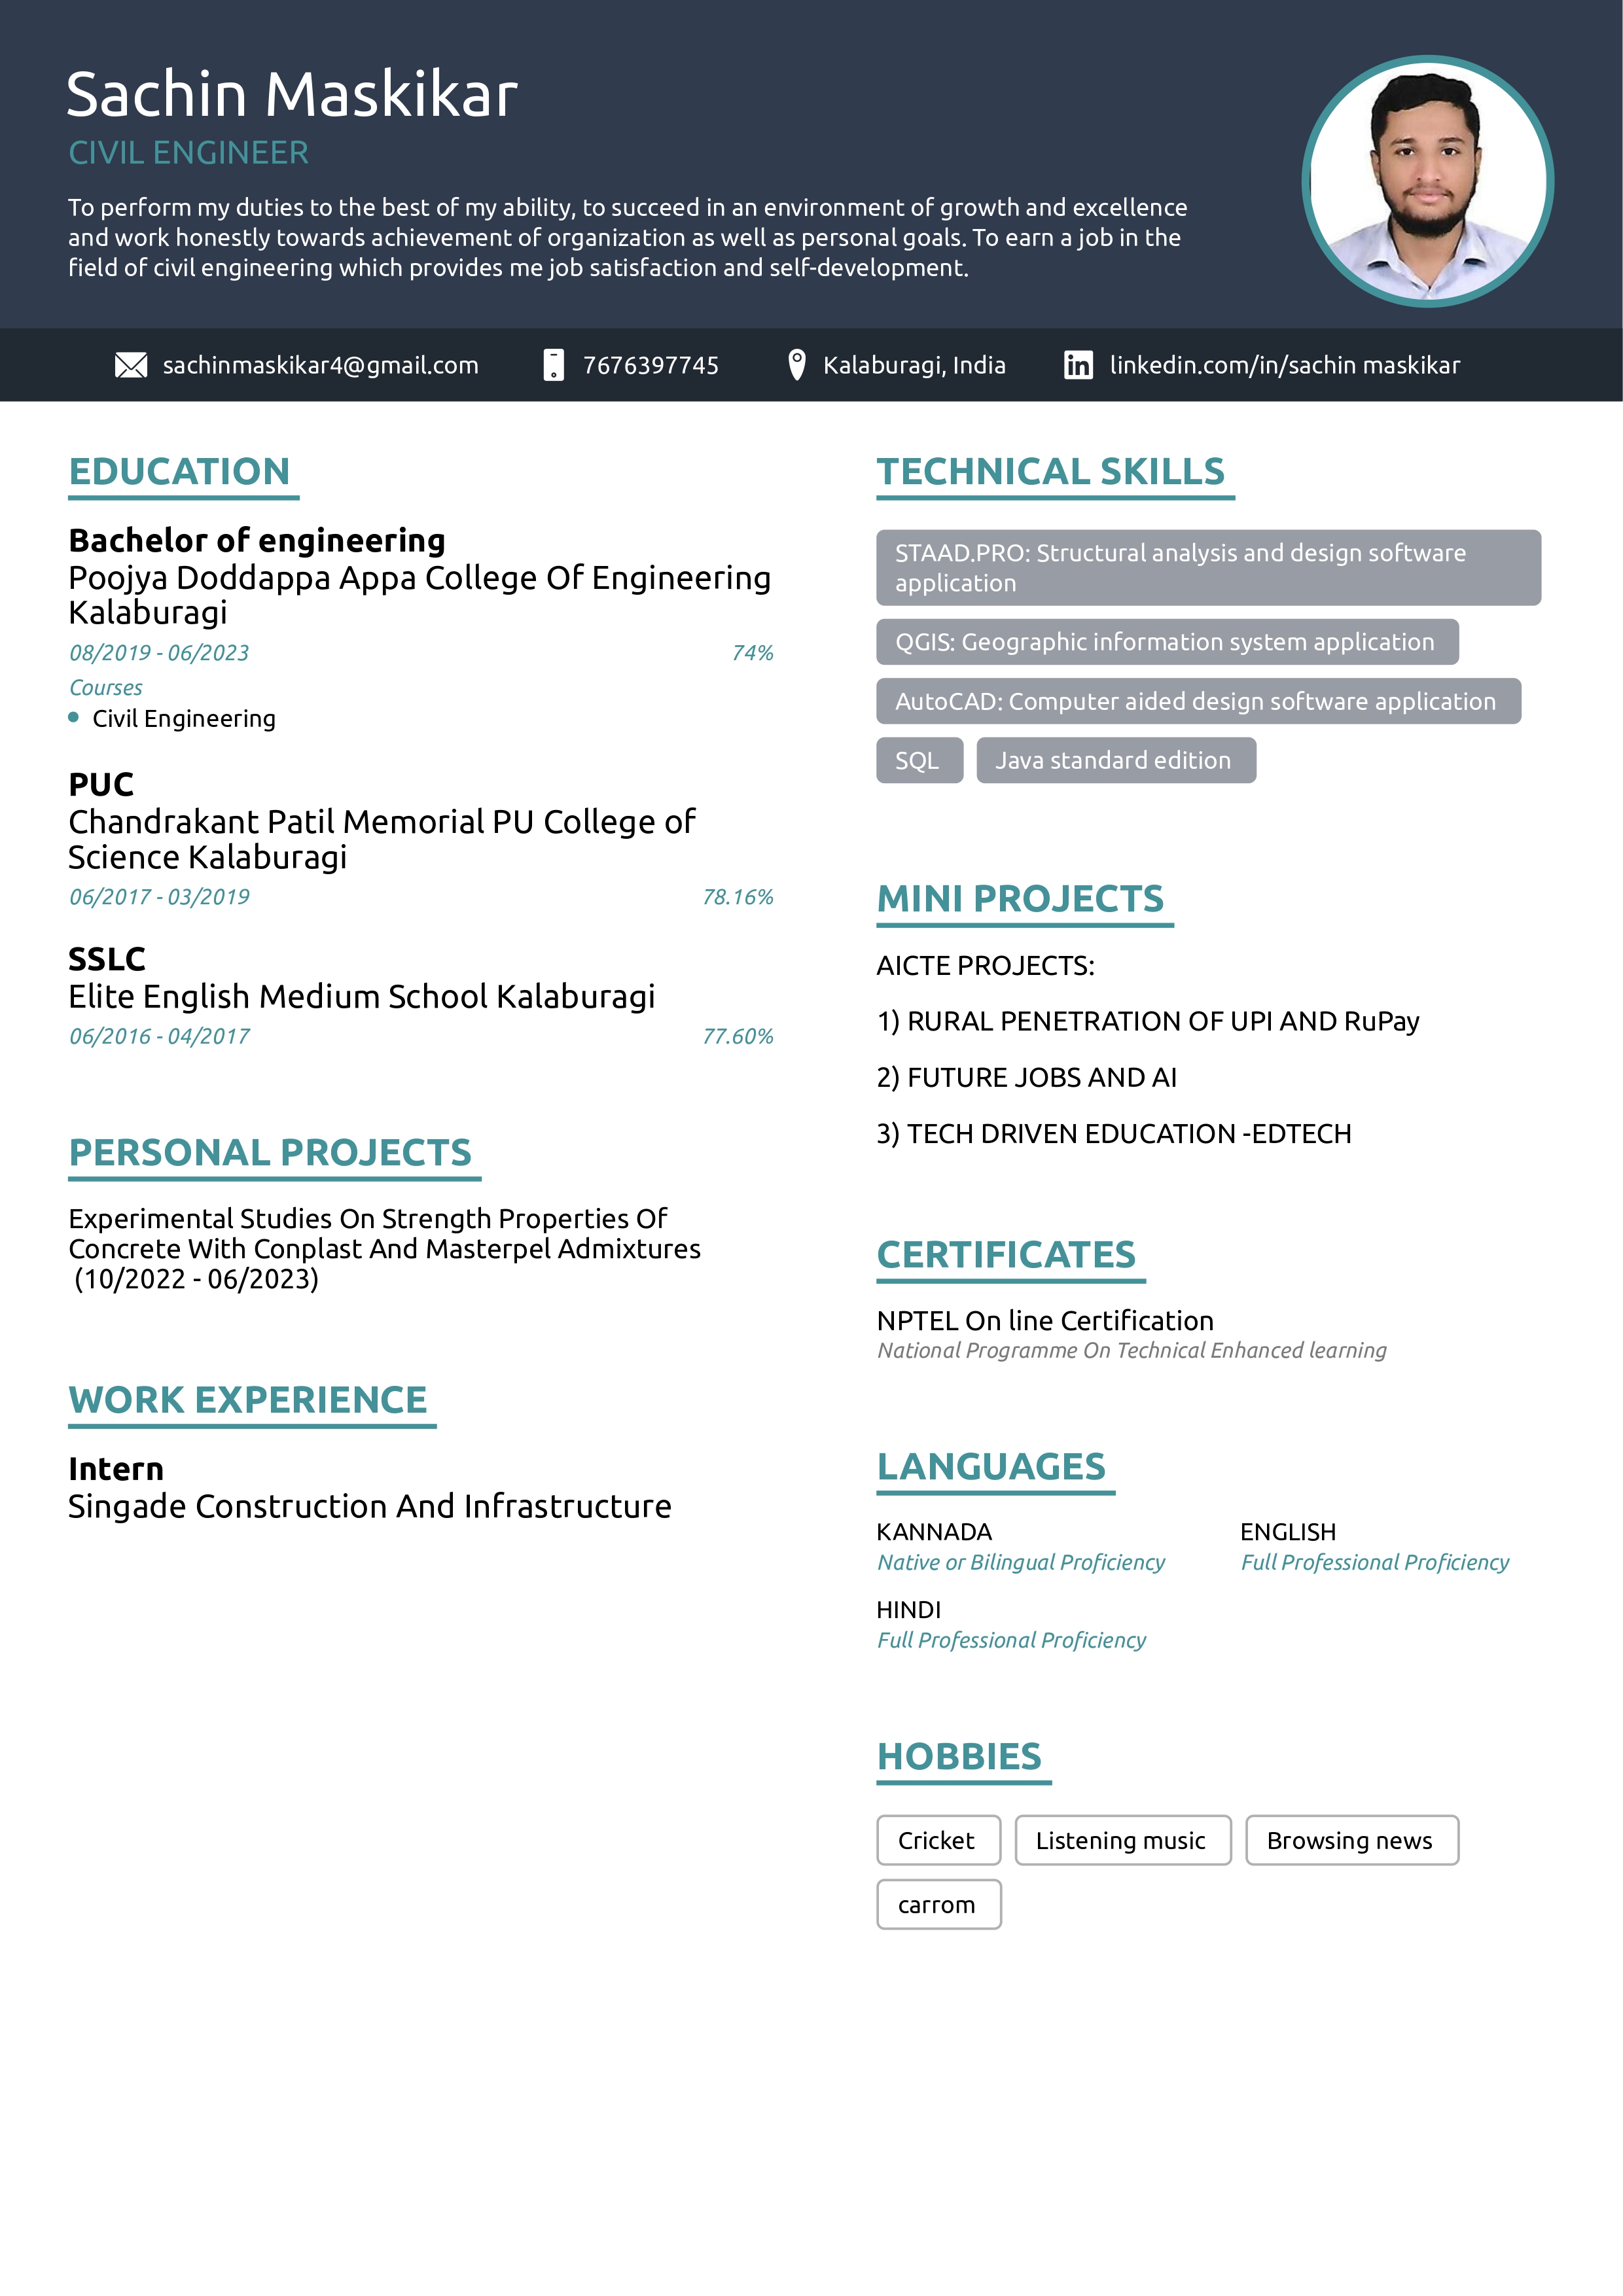 Sachin Maskikar
CIVIL ENGINEER
To perform my duties to the best of my ability, to succeed in an environment of growth and excellence
and work honestly towards achievement of organization as well as personal goals. To earn a job in the
field of civil engineering which provides me job satisfaction and self-development.
sachinmaskikar4@gmail.com
7676397745
Kalaburagi, India
linkedin.com/in/sachin maskikar
EDUCATION
Bachelor of engineering
Poojya Doddappa Appa College Of Engineering
Kalaburagi
08/2019 - 06/2023 74%
Courses
Civil Engineering
PUC
Chandrakant Patil Memorial PU College of
Science Kalaburagi
06/2017 - 03/2019 78.16%
SSLC
Elite English Medium School Kalaburagi
06/2016 - 04/2017 77.60%
PERSONAL PROJECTS
Experimental Studies On Strength Properties Of
Concrete With Conplast And Masterpel Admixtures
(10/2022 - 06/2023)
WORK EXPERIENCE
Intern
Singade Construction And Infrastructure
TECHNICAL SKILLS
STAAD.PRO: Structural analysis and design software
application
QGIS: Geographic information system application
AutoCAD: Computer aided design software application
SQL
Java standard edition
MINI PROJECTS
AICTE PROJECTS:
1) RURAL PENETRATION OF UPI AND RuPay
2) FUTURE JOBS AND AI
3) TECH DRIVEN EDUCATION -EDTECH
CERTIFICATES
NPTEL On line Certification
National Programme On Technical Enhanced learning
LANGUAGES
KANNADA
Native or Bilingual Proficiency
ENGLISH
Full Professional Proficiency
HINDI
Full Professional Proficiency
HOBBIES
Cricket
Listening music
Browsing news
carrom